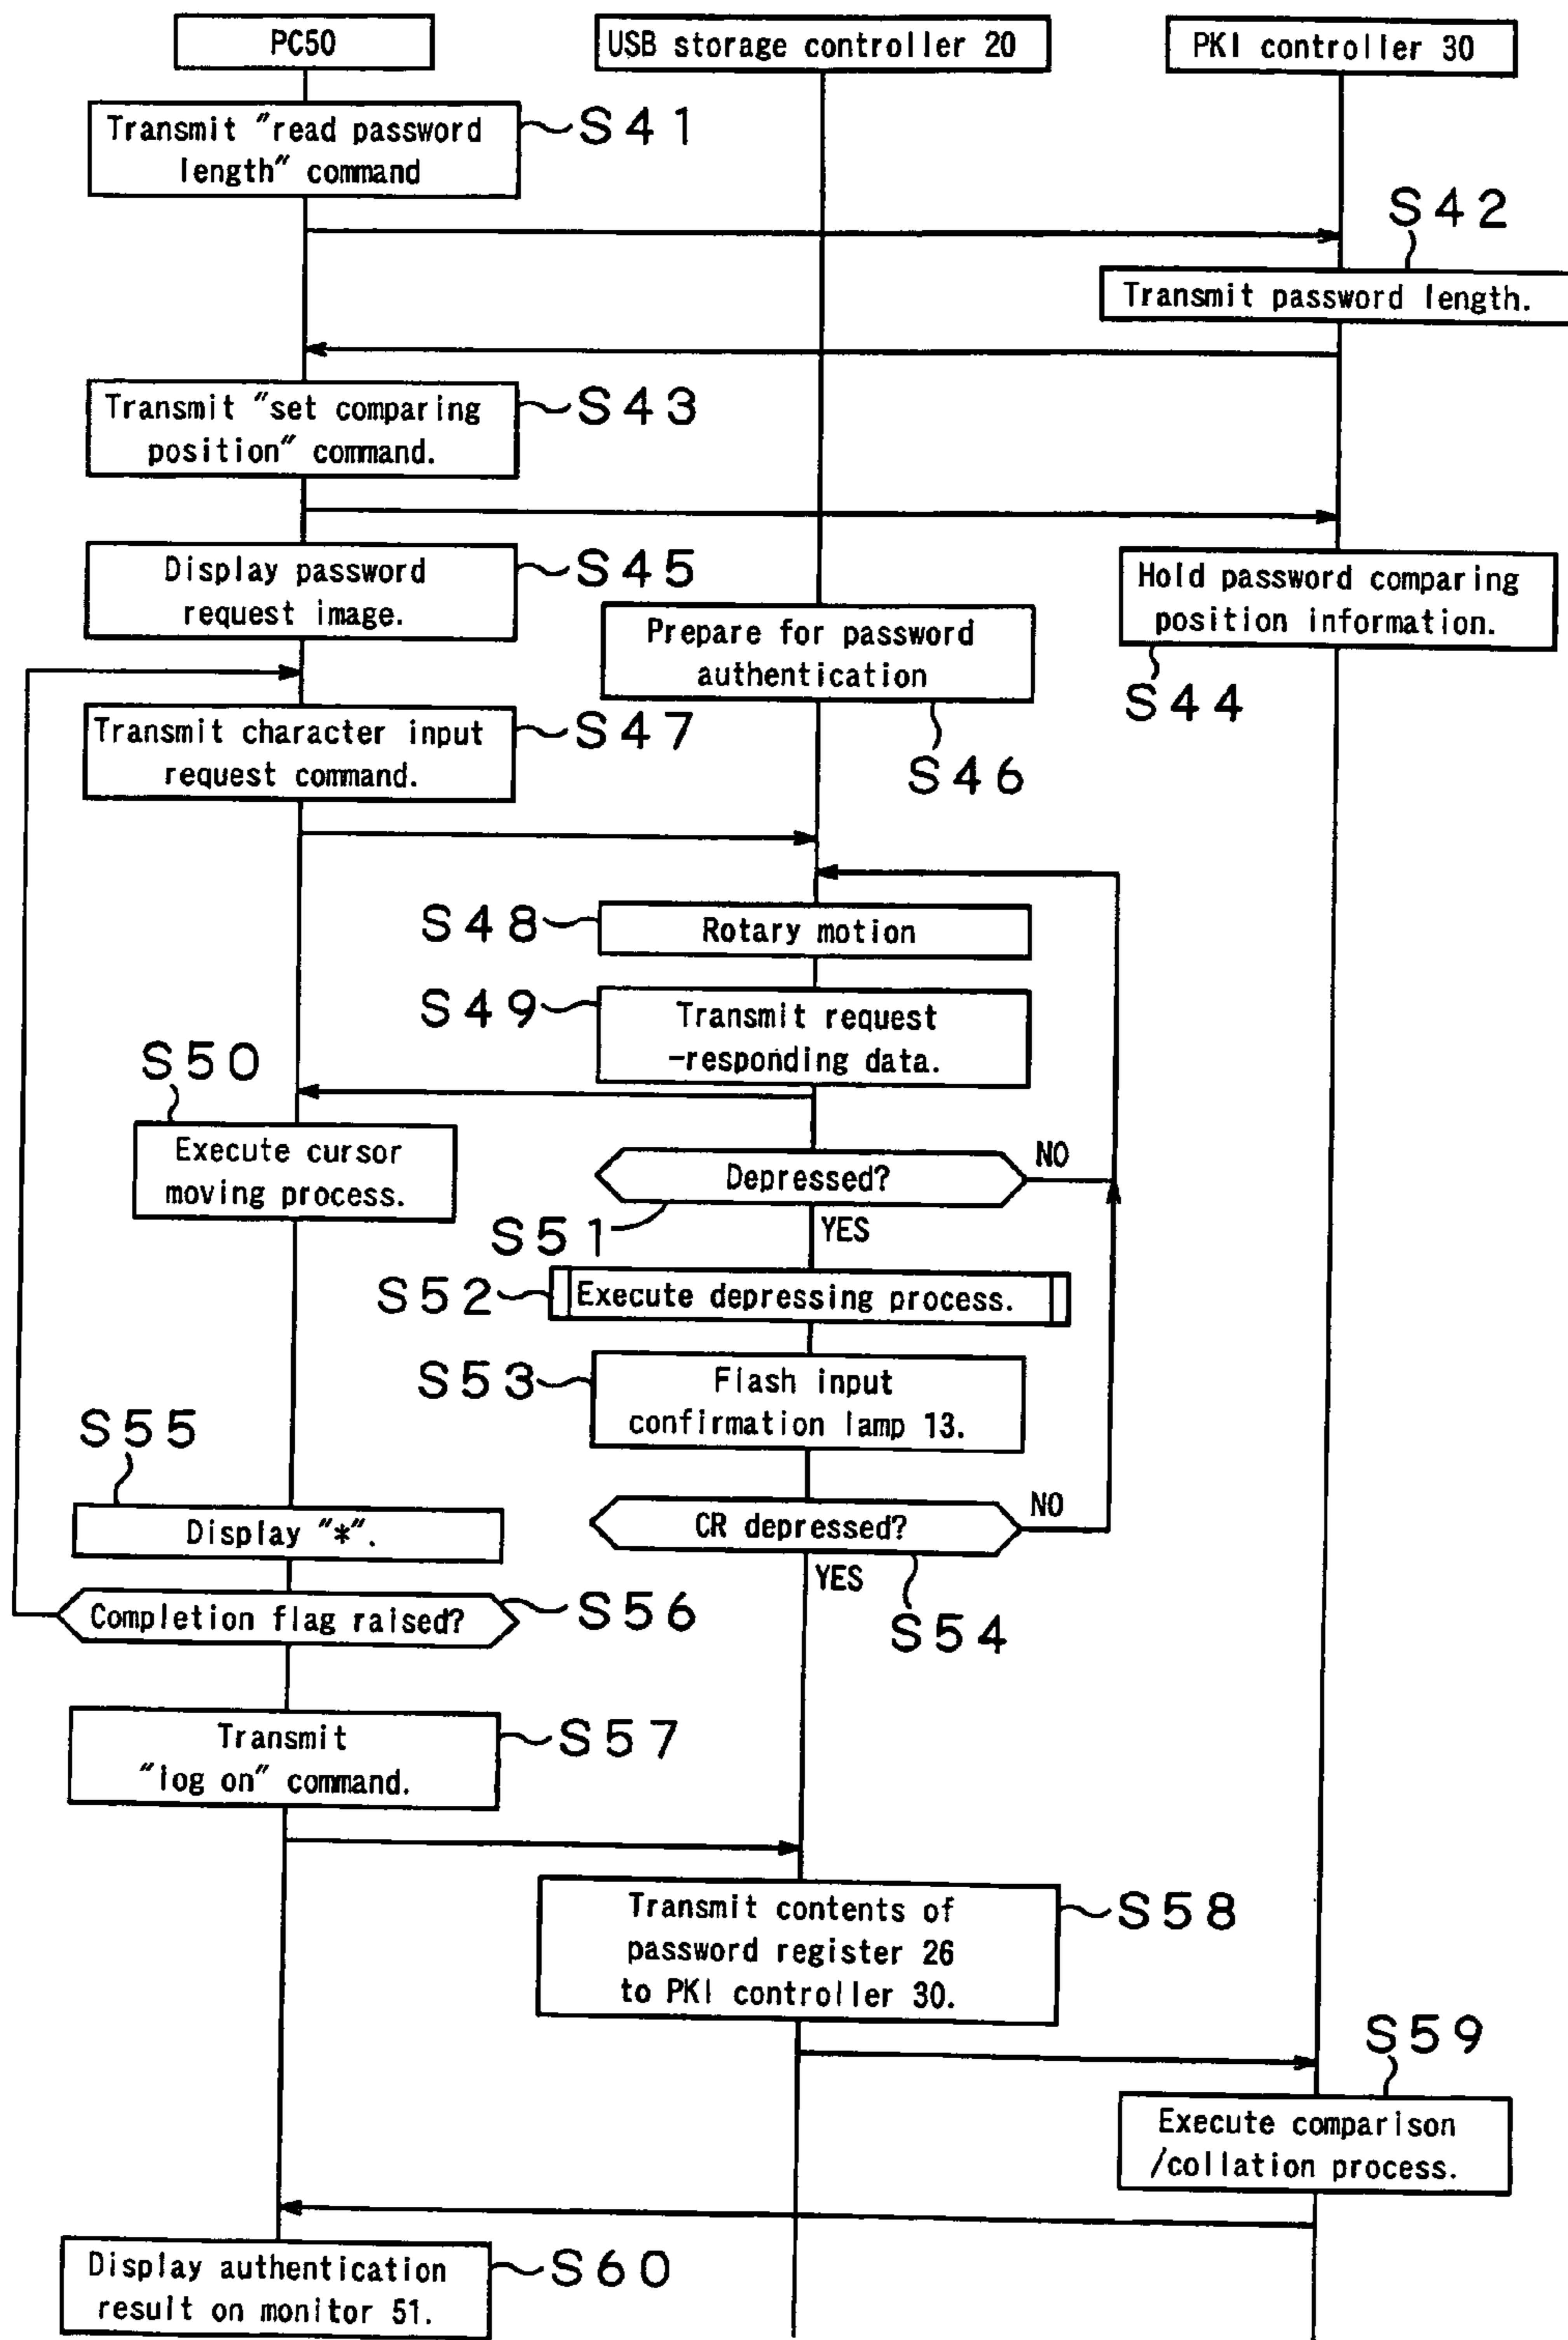 PC50
USB storage controller 20
PKI controller 30
Transmit "read password
length" command
S41
S42
Transmit password length.
Transmit "set comparing
position" command.
S43
Display password
request image.
S45
Hold password comparing
position information.
S44
Prepare for password
authentication
S46
Transmit character input
request command.
S47
S48
Rotary motion
S49
Transmit request
-responding data.
S50
Execute cursor
moving process.
Depressed?
NO
S51
YES
S52
Execute depressing process.
S53
Flash input
confirmation lamp 13.
S55
Display "*".
CR depressed?
NO
YES
S54
Completion flag raised?
S56
Transmit
"log on" command.
S57
Transmit contents of
password register 26
to PKI controller 30.
S58
S59
Execute comparison
/collation process.
Display authentication
result on monitor 51.
S60